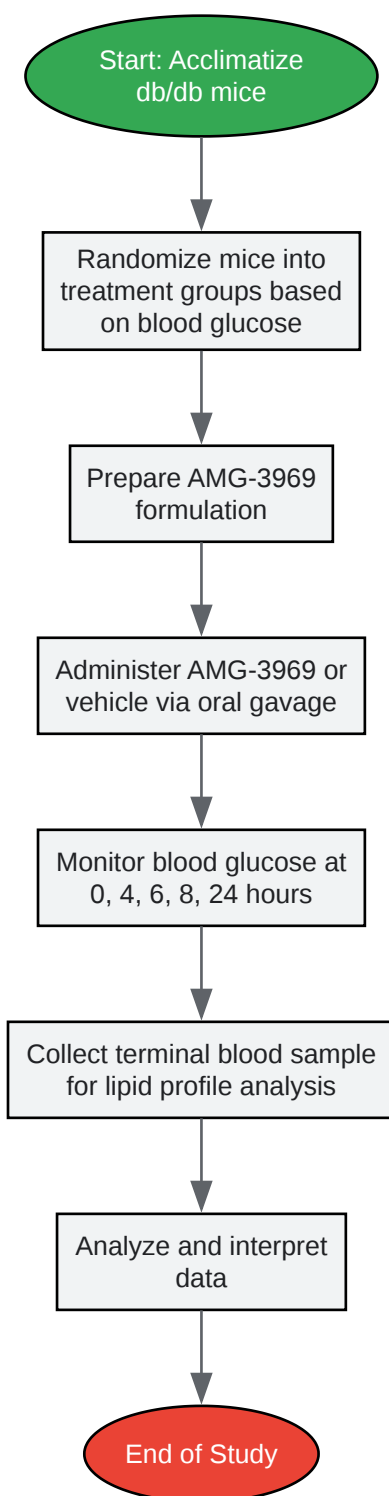 Start: Acclimatize
db/db mice
Randomize mice into
treatment groups based
on blood glucose
Prepare AMG-3969
formulation
Administer AMG-3969 or
vehicle via oral gavage
Monitor blood glucose at
0, 4, 6, 8, 24 hours
Collect terminal blood sample
for lipid profile analysis
Analyze and interpret
data
End of Study